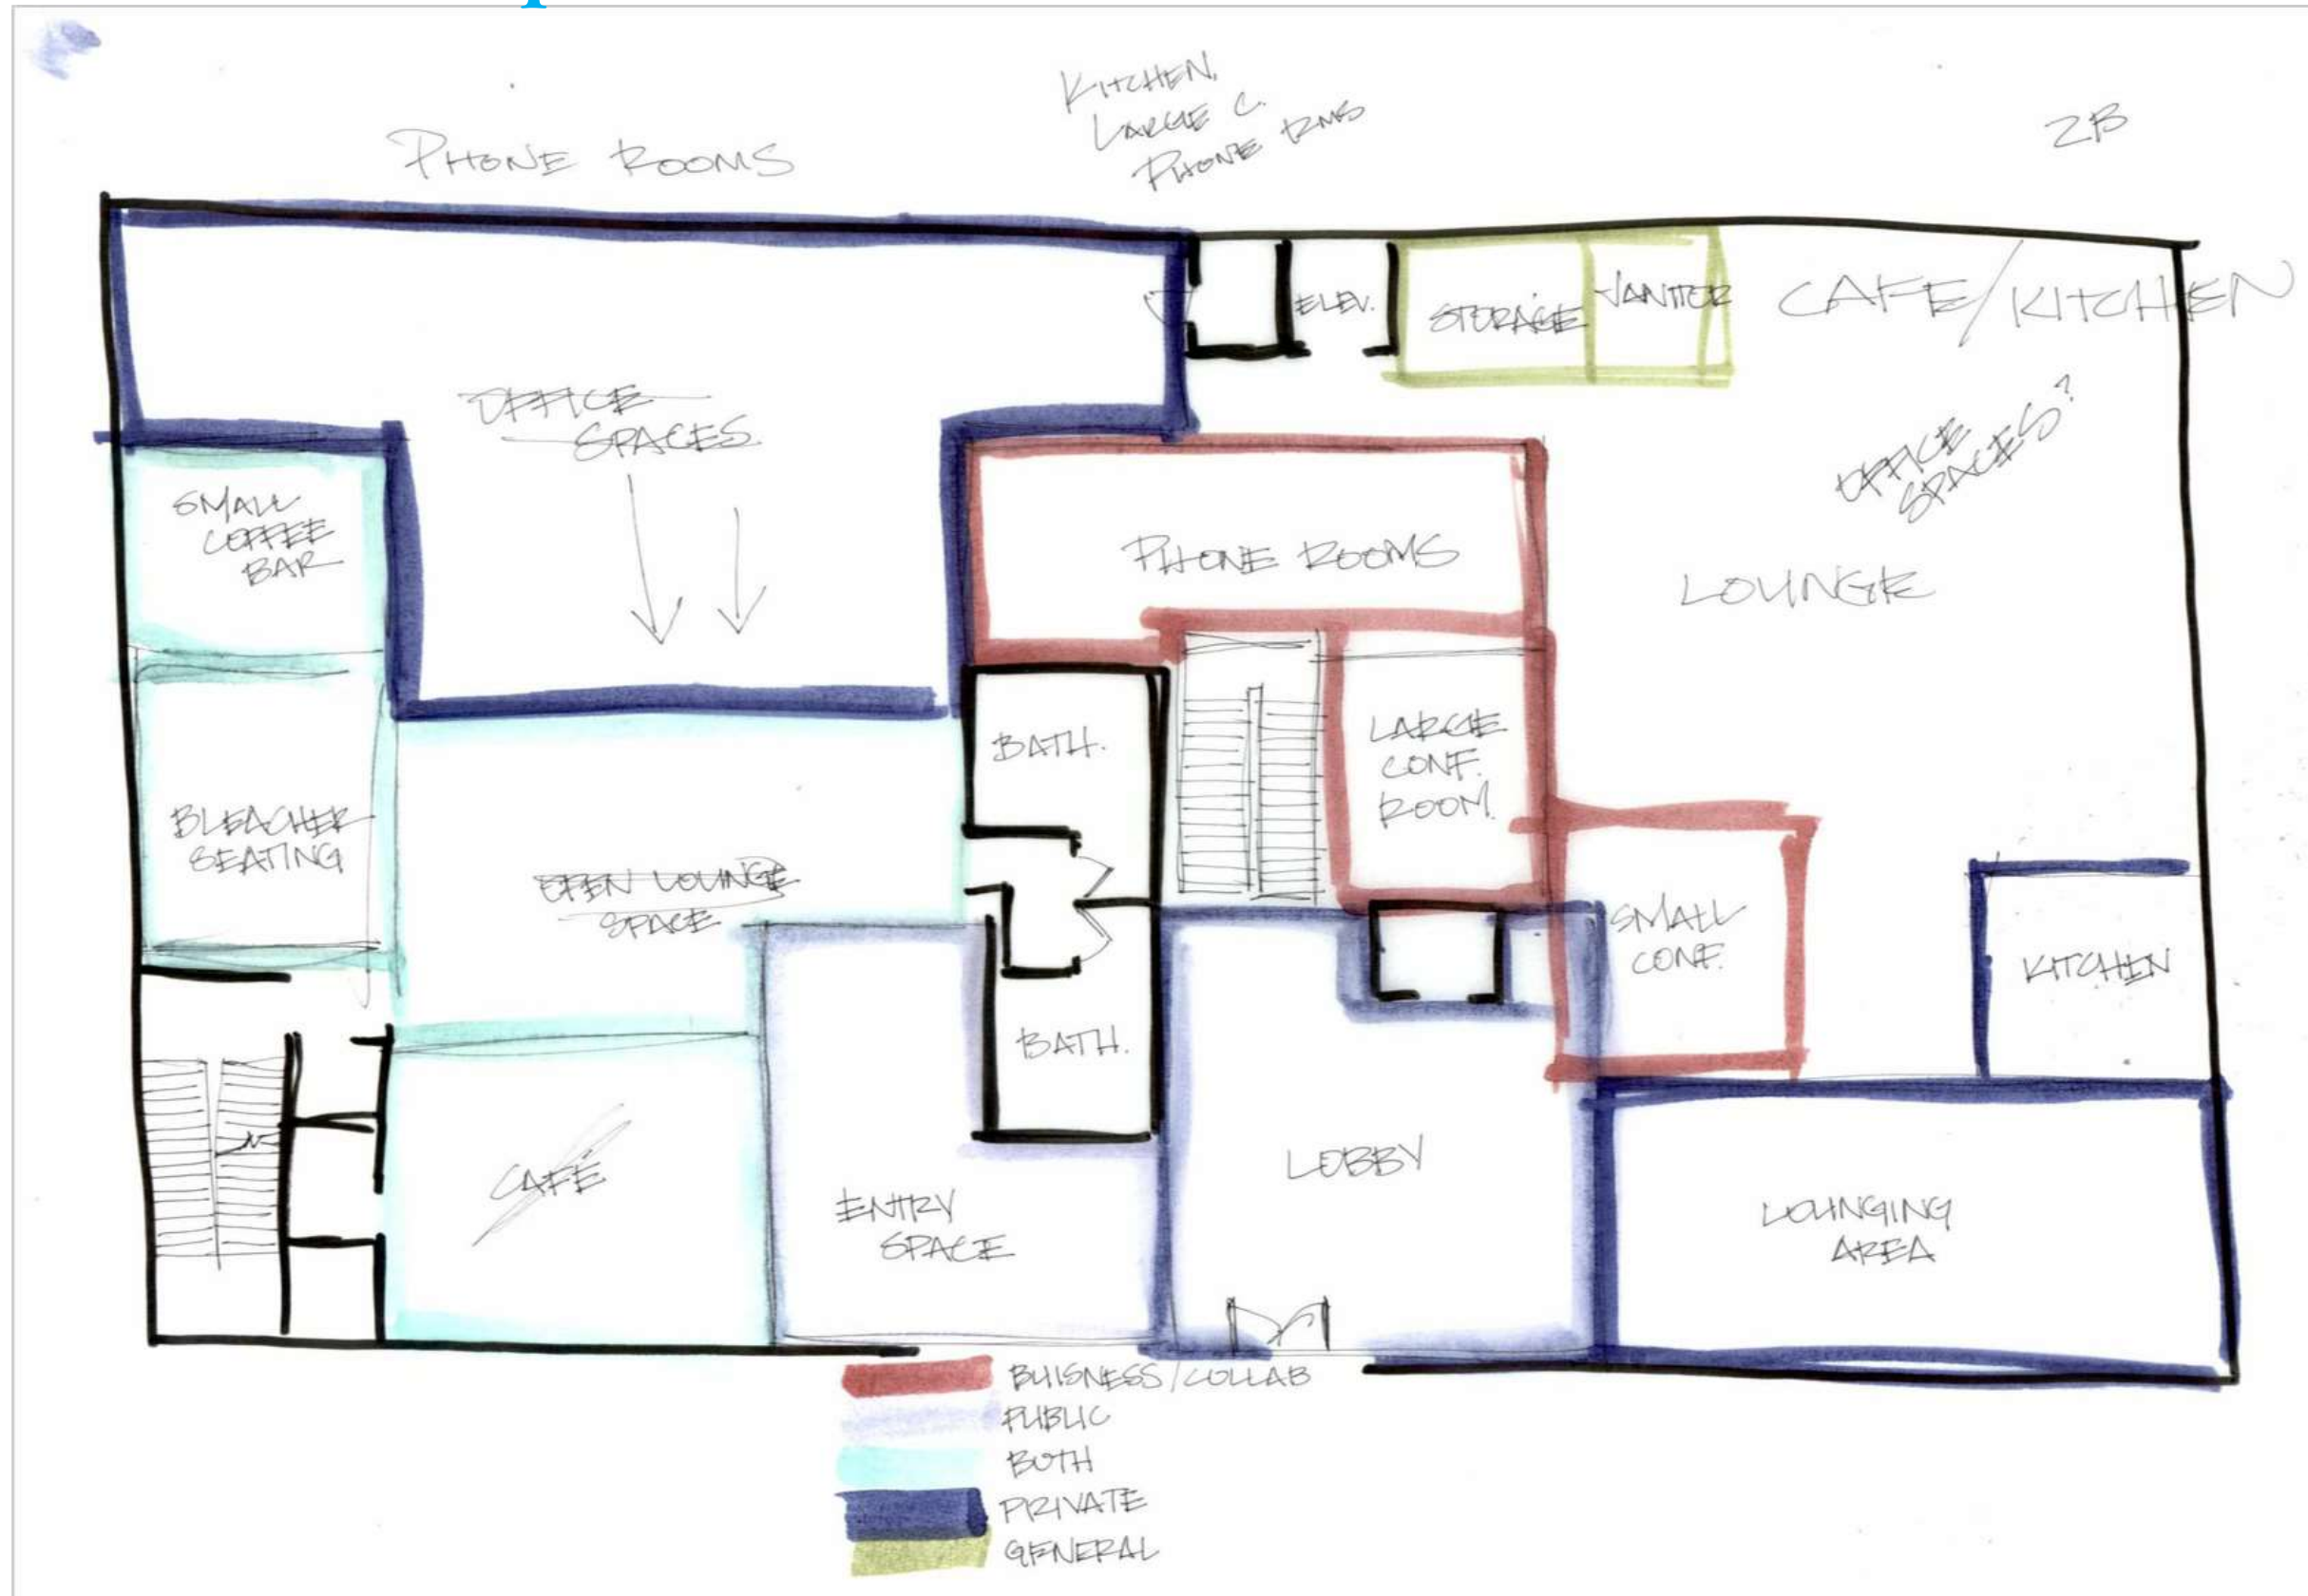 PHONE ROOMS
KITCHEN,
LARGE C.
PHONE RMS
2B
ELEV.
STORAGE
JANITOR
CAFE/KITCHEN
OFFICE
SPACES
OFFICE
SPACES?
SMALL
COFFEE
BAR
PHONE ROOMS
LOUNGE
BATH.
LARGE
CONF.
ROOM.
BLEACHER
SEATING
OPEN LOUNGE
SPACE
SMALL
CONF.
KITCHEN
BATH.
CAFÉ
ENTRY
SPACE
LOBBY
LOUNGING
AREA
BUISNESS/COLLAB
PUBLIC
BOTH
PRIVATE
GENERAL